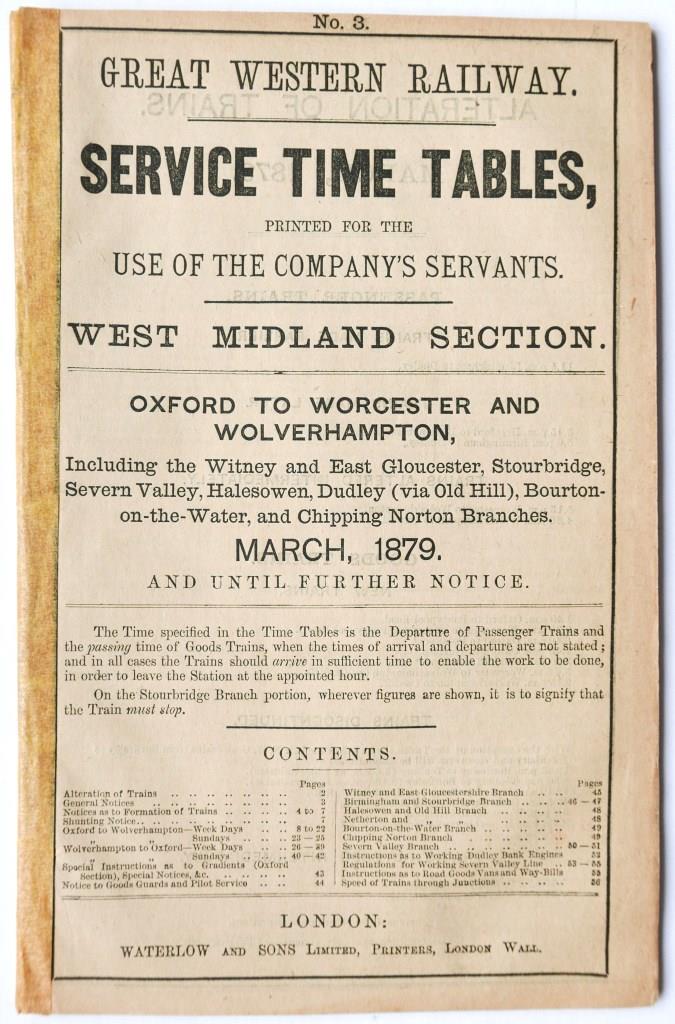 No. 3.
GREAT WESTERN RAILWAY.
SERVICE TIME TABLES,
PRINTED FOR THE
USE OF THE COMPANY'S SERVANTS.
WEST MIDLAND SECTION.
OXFORD TO WORCESTER AND
WOLVERHAMPTON,
Including the Witney and East Gloucester, Stourbridge,
Severn Valley, Halesowen, Dudley (via Old Hill), Bourton-
on-the-Water, and Chipping Norton Branches.
MARCH, 1879.
AND UNTIL FURTHER NOTICE.
The Time specified in the Time Tables is the Departure of Passenger Trains and
the passing time of Goods Trains, when the times of arrival and departure are not stated;
and in all cases the Trains should arrive in sufficient time to enable the work to be done,
in order to leave the Station at the appointed hour.
On the Stourbridge Branch portion, wherever figures are shown, it is to signify that
the Train must stop.
CONTENTS.
Pages
Alteration of Trains .. .. .. .. .. .. 2
General Notices .. .. .. .. .. .. 3
Notices as to Formation of Trains .. .. .. 4 to 7
Shunting Notice.. .. .. .. .. .. 7
Oxford to Wolverhampton—Week Days .. .. 8 to 22
" Sundays .. .. 23 — 25
Wolverhampton to Oxford—Week Days .. .. 26 — 39
" Sundays .. .. 40 — 42
Special Instructions as to Gradients (Oxford
Section), Special Notices, &c. .. .. .. .. 43
Notice to Goods Guards and Pilot Service .. .. 44
Pages
Witney and East Gloucestershire Branch .. .. 45
Birmingham and Stourbridge Branch .. .. .. 46 — 47
Halesowen and Old Hill Branch .. .. .. 48
Netherton and " " .. .. .. 48
Bourton-on-the-Water Branch .. .. .. 49
Chipping Norton Branch .. .. .. 49
Severn Valley Branch .. .. .. .. 50 — 51
Instructions as to Working Dudley Bank Engines 52
Regulations for Working Severn Valley Line .. 53 — 55
Instructions as to Road Goods Vans and Way-Bills 55
Speed of Trains through Junctions .. .. .. 56
LONDON:
WATERLOW AND SONS LIMITED, PRINTERS, LONDON WALL.